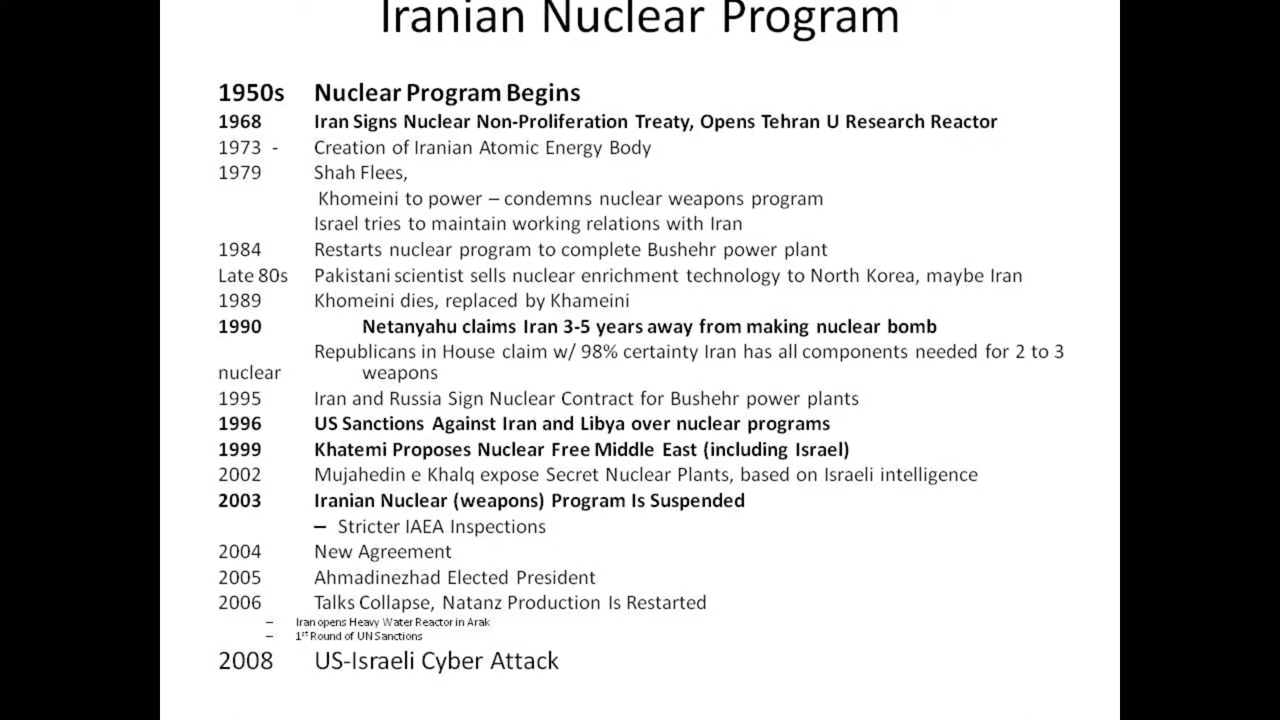 Iranian Nuclear Program
1950s Nuclear Program Begins
1968 Iran Signs Nuclear Non-Proliferation Treaty, Opens Tehran U Research Reactor
1973 - Creation of Iranian Atomic Energy Body
1979 Shah Flees,
Khomeini to power – condemns nuclear weapons program
Israel tries to maintain working relations with Iran
1984 Restarts nuclear program to complete Bushehr power plant
Late 80s Pakistani scientist sells nuclear enrichment technology to North Korea, maybe Iran
1989 Khomeini dies, replaced by Khameini
1990 Netanyahu claims Iran 3-5 years away from making nuclear bomb
Republicans in House claim w/ 98% certainty Iran has all components needed for 2 to 3
nuclear weapons
1995 Iran and Russia Sign Nuclear Contract for Bushehr power plants
1996 US Sanctions Against Iran and Libya over nuclear programs
1999 Khatemi Proposes Nuclear Free Middle East (including Israel)
2002 Mujahedin e Khalq expose Secret Nuclear Plants, based on Israeli intelligence
2003 Iranian Nuclear (weapons) Program Is Suspended
– Stricter IAEA Inspections
2004 New Agreement
2005 Ahmadinezhad Elected President
2006 Talks Collapse, Natanz Production Is Restarted
– Iran opens Heavy Water Reactor in Arak
– 1st Round of UN Sanctions
2008 US-Israeli Cyber Attack